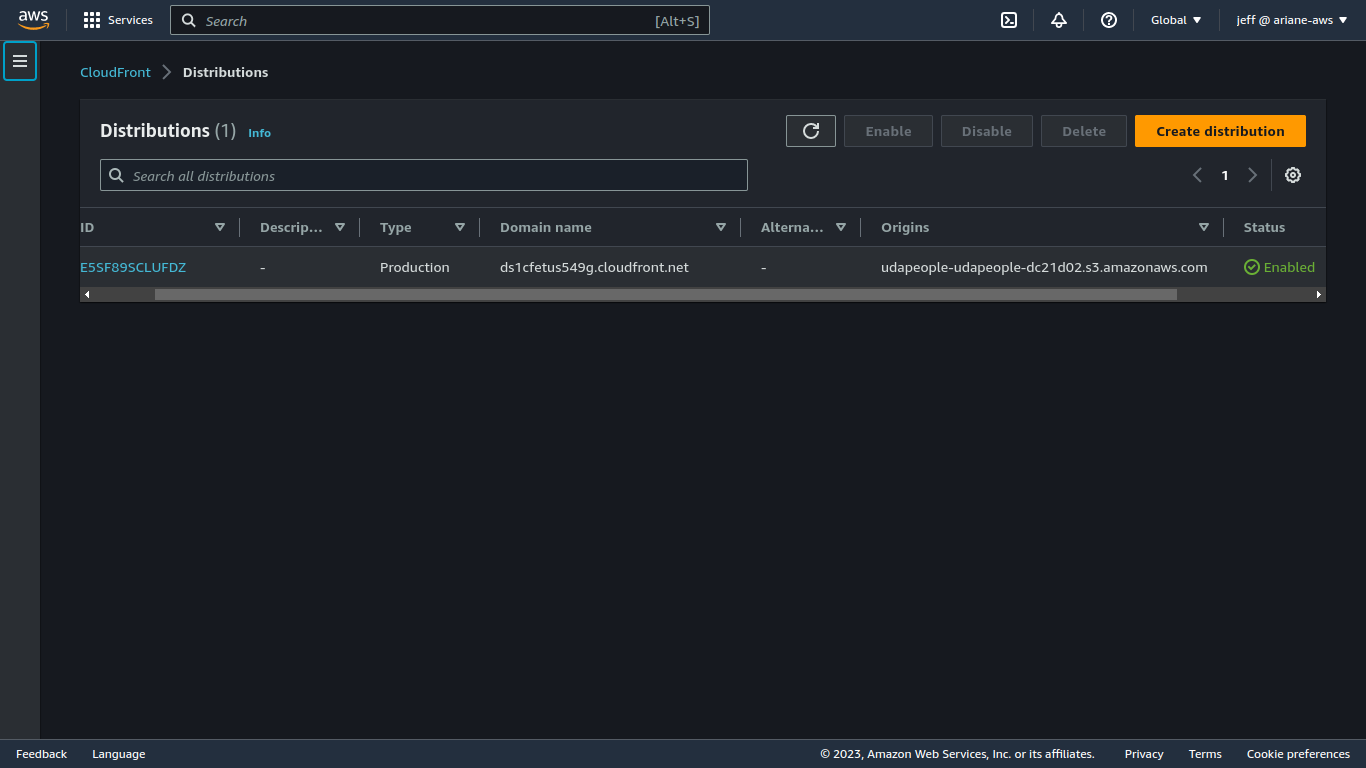 aws Services Search [Alt+S] Global jeff @ ariane-aws
CloudFront Distributions
Distributions (1) Info Enable Disable Delete Create distribution
Search all distributions 1
ID Descrip... Type Domain name Alterna... Origins Status
E5SF89SCLUFDZ - Production ds1cfetus549g.cloudfront.net - udapeople-udapeople-dc21d02.s3.amazonaws.com Enabled
Feedback Language © 2023, Amazon Web Services, Inc. or its affiliates. Privacy Terms Cookie preferences